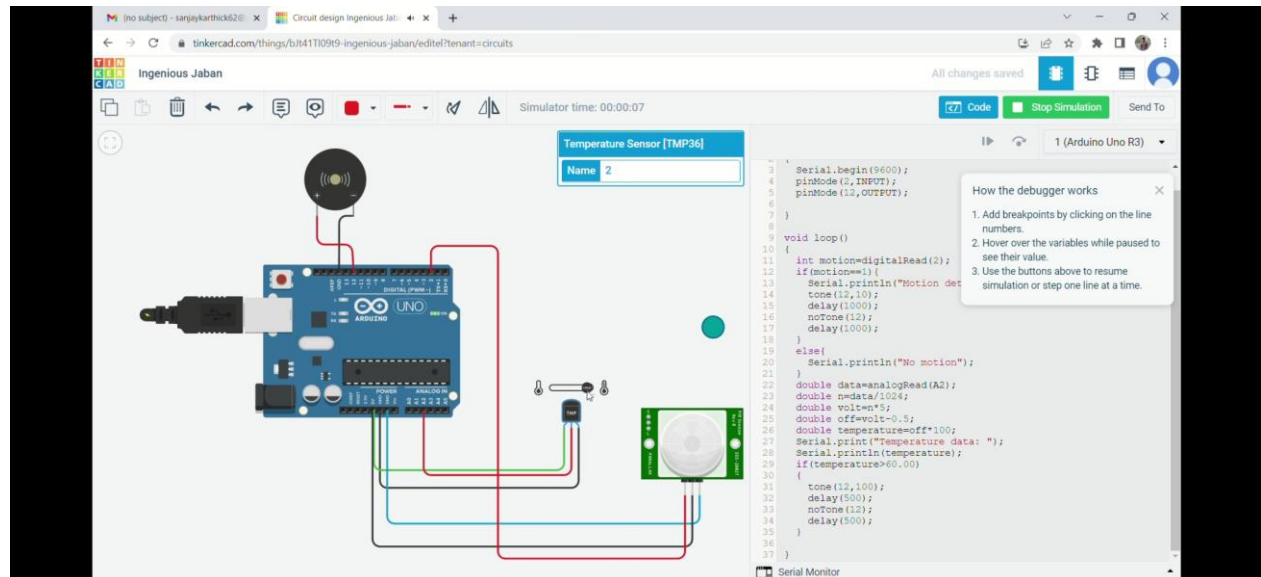 (no subject) - sanjaykarthick62@
Circuit design Ingenious Jab
tinkercad.com/things/bJt41Tl09t9-ingenious-jaban/editel?tenant=circuits
TIN
KER
CAD
Ingenious Jaban
All changes saved
Simulator time: 00:00:07
Code
Stop Simulation
Send To
1 (Arduino Uno R3)
Temperature Sensor [TMP36]
Name 2
How the debugger works
1. Add breakpoints by clicking on the line
numbers.
2. Hover over the variables while paused to
see their value.
3. Use the buttons above to resume
simulation or step one line at a time.
2 {
3 Serial.begin(9600);
4 pinMode(2,INPUT);
5 pinMode(12,OUTPUT);
6
7 }
8
9 void loop()
10 {
11 int motion=digitalRead(2);
12 if(motion==1){
13 Serial.println("Motion det
14 tone(12,10);
15 delay(1000);
16 noTone(12);
17 delay(1000);
18 }
19 else{
20 Serial.println("No motion");
21 }
22 double data=analogRead(A2);
23 double n=data/1024;
24 double volt=n*5;
25 double off=volt-0.5;
26 double temperature=off*100;
27 Serial.print("Temperature data: ");
28 Serial.println(temperature);
29 if(temperature>60.00)
30 {
31 tone(12,100);
32 delay(500);
33 noTone(12);
34 delay(500);
35 }
36
37 }
Serial Monitor
DIGITAL (PWM~)
UNO
ARDUINO
POWER
ANALOG IN
TMP